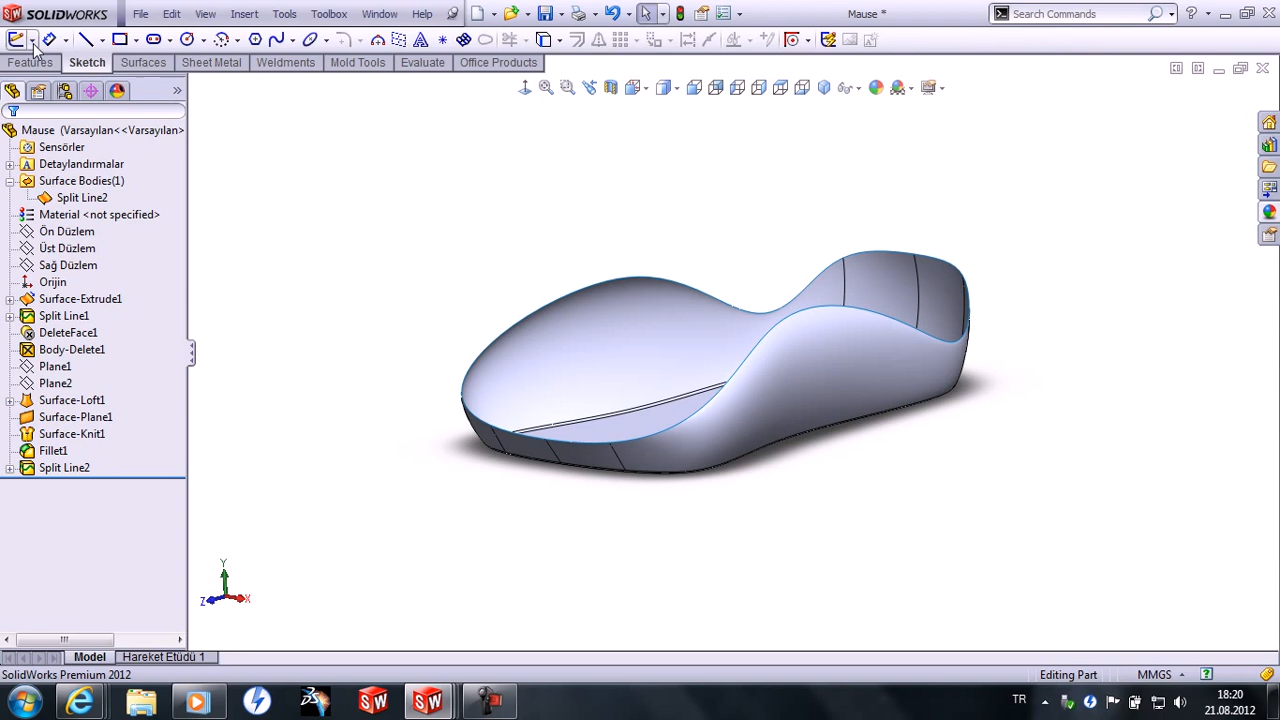 SOLIDWORKS File Edit View Insert Tools Toolbox Window Help Mause * Search Commands
Features Sketch Surfaces Sheet Metal Weldments Mold Tools Evaluate Office Products
Mause (Varsayılan<<Varsayılan>
Sensörler
Detaylandırmalar
Surface Bodies(1)
Split Line2
Material <not specified>
Ön Düzlem
Üst Düzlem
Sağ Düzlem
Orijin
Surface-Extrude1
Split Line1
DeleteFace1
Body-Delete1
Plane1
Plane2
Surface-Loft1
Surface-Plane1
Surface-Knit1
Fillet1
Split Line2
Y
Z X
Model Hareket Etüdü 1
SolidWorks Premium 2012 Editing Part MMGS
TR 18:20
21.08.2012